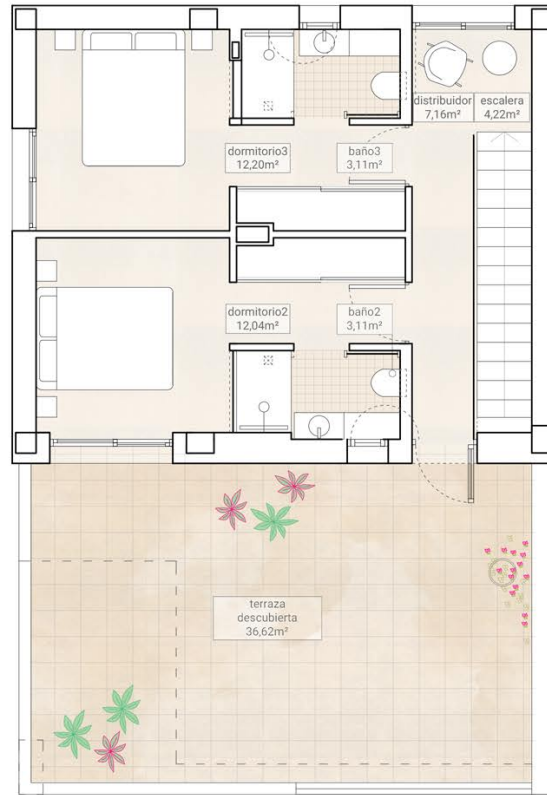 distribuidor
7,16m²
escalera
4,22m²
dormitorio3
12,20m²
baño3
3,11m²
dormitorio2
12,04m²
baño2
3,11m²
terraza
descubierta
36,62m²